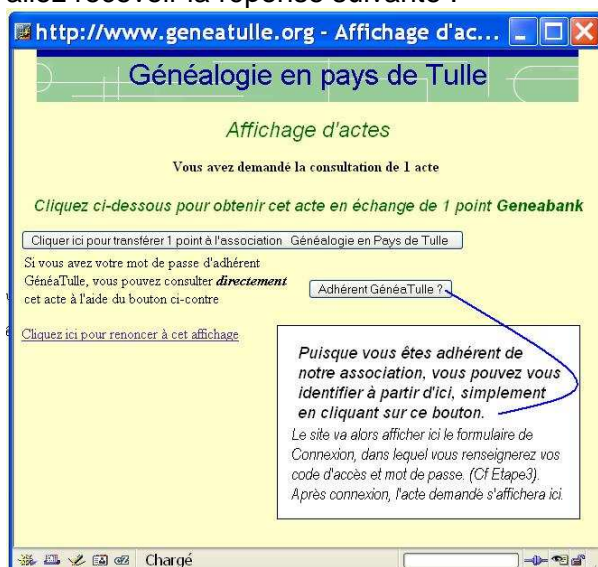 allez recevoir la réponse suivante :
http://www.geneatulle.org - Affichage d'ac...
Généalogie en pays de Tulle
Affichage d'actes
Vous avez demandé la consultation de 1 acte
Cliquez ci-dessous pour obtenir cet acte en échange de 1 point Geneabank
Cliquer ici pour transférer 1 point à l'association Généalogie en Pays de Tulle
Si vous avez votre mot de passe d'adhérent
GénéaTulle, vous pouvez consulter directement
cet acte à l'aide du bouton ci-contre
Adhérent GénéaTulle ?
Cliquez ici pour renoncer à cet affichage
Puisque vous êtes adhérent de
notre association, vous pouvez vous
identifier à partir d'ici, simplement
en cliquant sur ce bouton.
Le site va alors afficher ici le formulaire de
Connexion, dans lequel vous renseignerez vos
code d'accès et mot de passe. (Cf Etape3).
Après connexion, l'acte demandé s'affichera ici.
Chargé